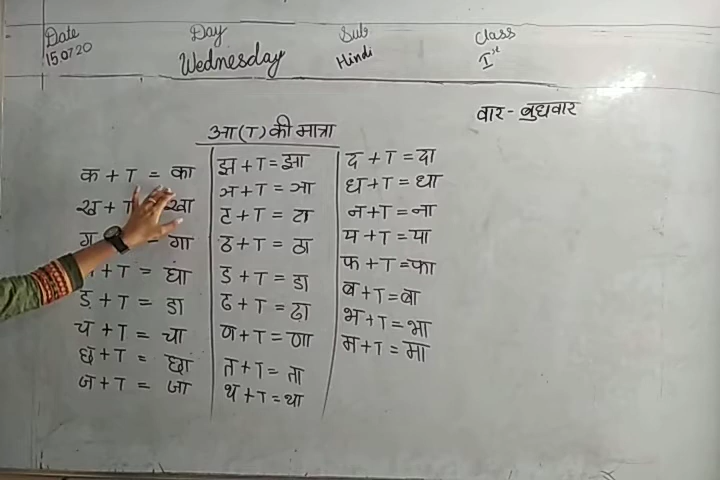 Date
15 07 20
Day
Wednesday
Sub
Hindi
Class
Ist
वार - बुधवार
आ (ा) की मात्रा
क + ा = का
ख + ा = खा
ग = गा
+ ा = घा
ङ + ा = ङा
च + ा = चा
छ + ा = छा
ज + ा = जा
झ + ा = झा
ञ + ा = ञा
ट + ा = टा
ठ + ा = ठा
ड + ा = डा
ढ + ा = ढा
ण + ा = णा
त + ा = ता
थ + ा = था
द + ा = दा
ध + ा = धा
न + ा = ना
प + ा = पा
फ + ा = फा
ब + ा = बा
भ + ा = भा
म + ा = मा